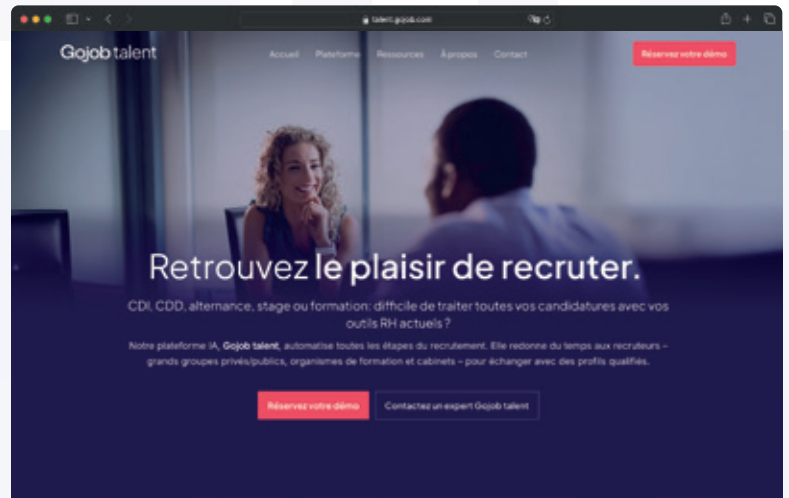 talent.gojob.com
Gojob talent
Accueil Plateforme Ressources À propos Contact
Réservez votre démo
Retrouvez le plaisir de recruter.
CDI, CDD, alternance, stage ou formation: difficile de traiter toutes vos candidatures avec vos
outils RH actuels ?
Notre plateforme IA, Gojob talent, automatise toutes les étapes du recrutement. Elle redonne du temps aux recruteurs –
grands groupes privés/publics, organismes de formation et cabinets – pour échanger avec des profils qualifiés.
Réservez votre démo
Contactez un expert Gojob talent